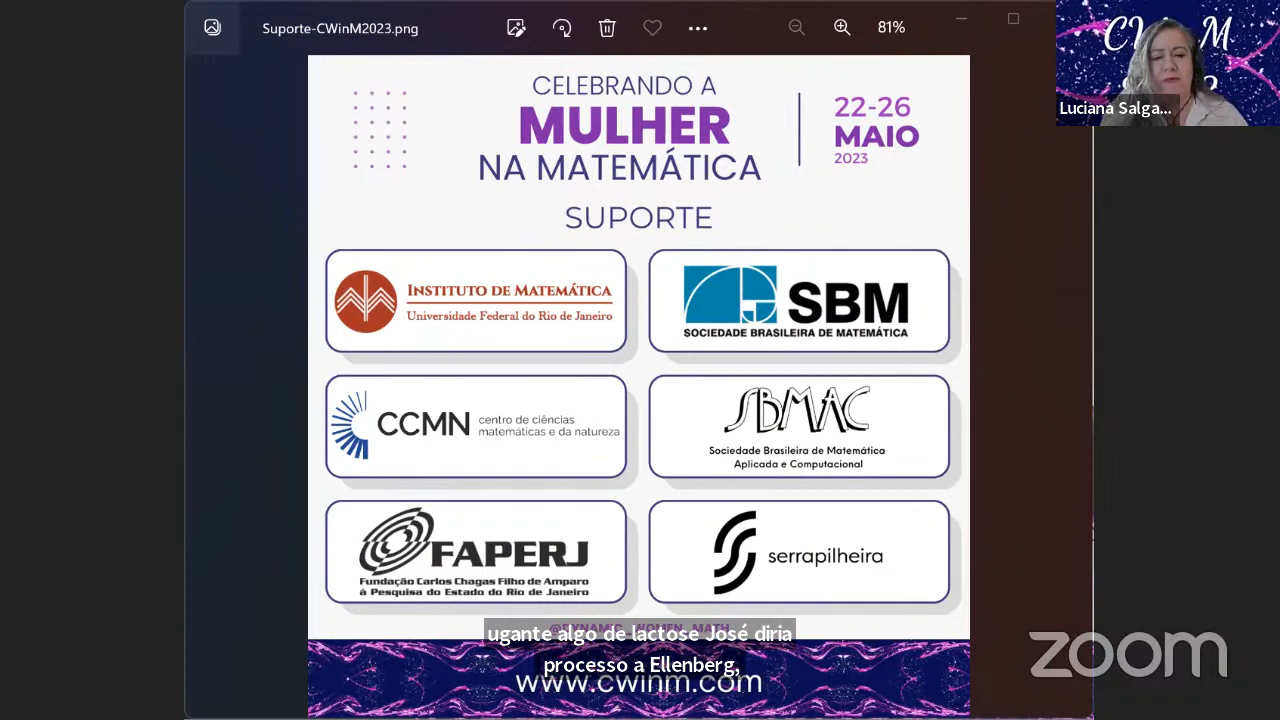 Suporte-CWinM2023.png
81%
Luciana Salga...
CELEBRANDO A
MULHER
NA MATEMÁTICA
22-26
MAIO
2023
SUPORTE
INSTITUTO DE MATEMÁTICA
Universidade Federal do Rio de Janeiro
SBM
SOCIEDADE BRASILEIRA DE MATEMÁTICA
CCMN
centro de ciências
matemáticas e da natureza
SBMAC
Sociedade Brasileira de Matemática
Aplicada e Computacional
FAPERJ
Fundação Carlos Chagas Filho de Amparo
à Pesquisa do Estado do Rio de Janeiro
serrapilheira
@DYNAMIC_WOMEN_MATH
ugante algo de lactose José diria
processo a Ellenberg,
www.cwinm.com
zoom